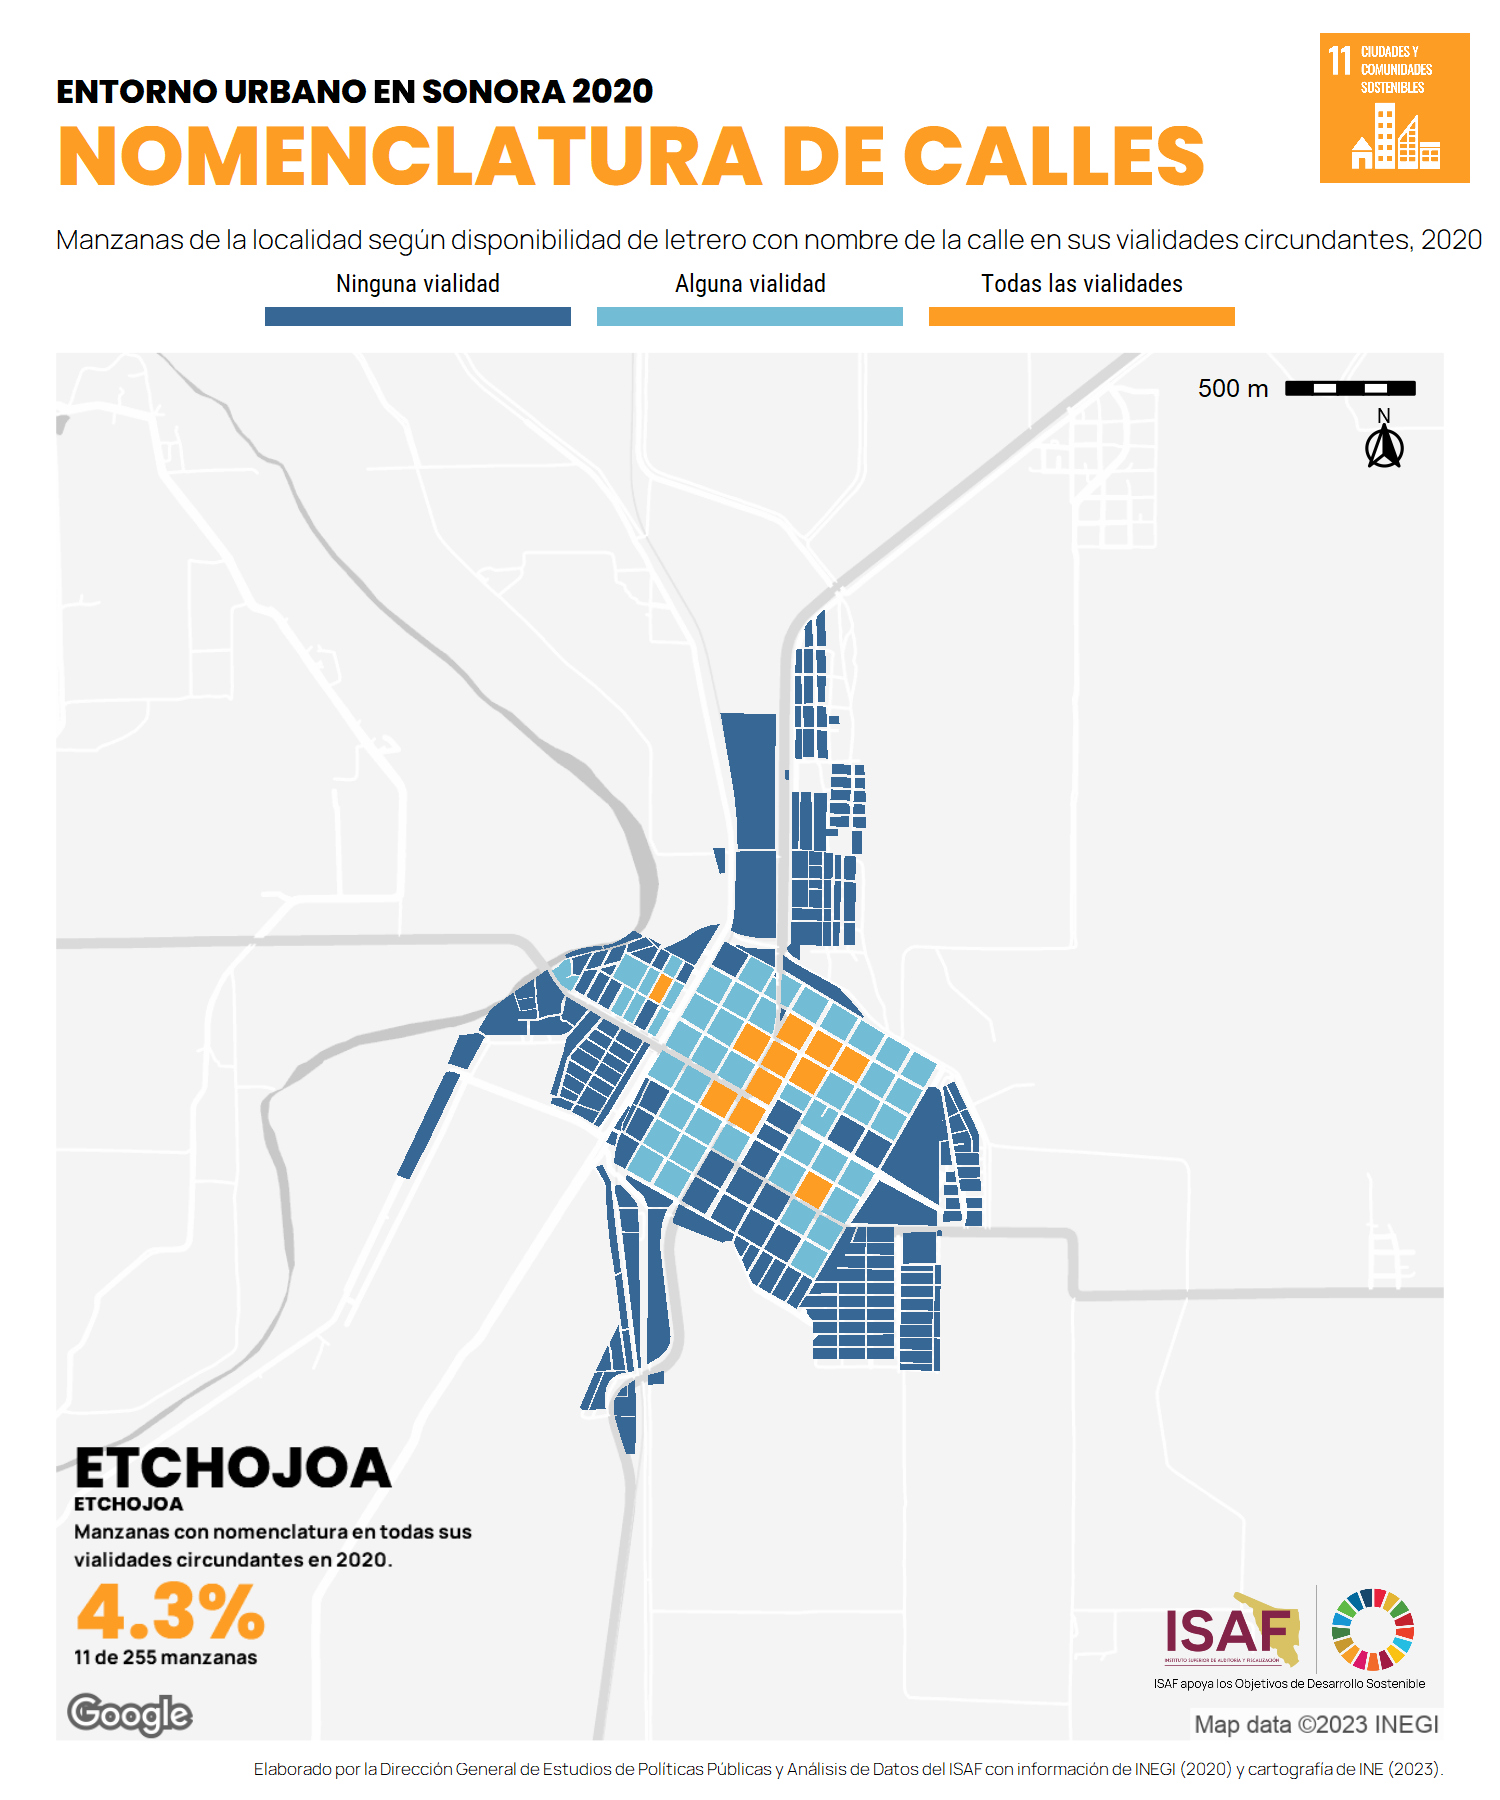 11 CIUDADES Y
COMUNIDADES
SOSTENIBLES
ENTORNO URBANO EN SONORA 2020
NOMENCLATURA DE CALLES
Manzanas de la localidad según disponibilidad de letrero con nombre de la calle en sus vialidades circundantes, 2020
Ninguna vialidad
Alguna vialidad
Todas las vialidades
500 m
N
ETCHOJOA
ETCHOJOA
Manzanas con nomenclatura en todas sus
vialidades circundantes en 2020.
4.3%
11 de 255 manzanas
Google
ISAF
INSTITUTO SUPERIOR DE AUDITORÍA Y FISCALIZACIÓN
ISAF apoya los Objetivos de Desarrollo Sostenible
Map data ©2023 INEGI
Elaborado por la Dirección General de Estudios de Políticas Públicas y Análisis de Datos del ISAF con información de INEGI (2020) y cartografía de INE (2023).